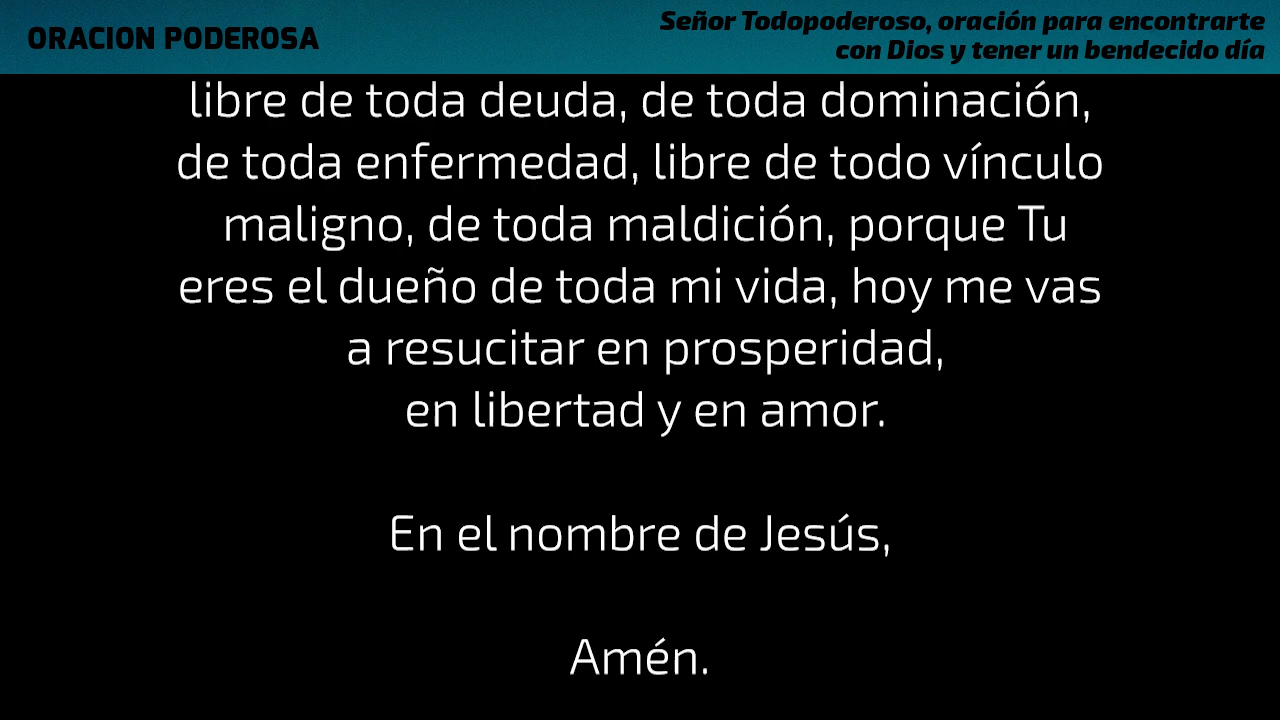 ORACION PODEROSA
Señor Todopoderoso, oración para encontrarte
con Dios y tener un bendecido día
libre de toda deuda, de toda dominación,
de toda enfermedad, libre de todo vínculo
maligno, de toda maldición, porque Tu
eres el dueño de toda mi vida, hoy me vas
a resucitar en prosperidad,
en libertad y en amor.
En el nombre de Jesús,
Amén.